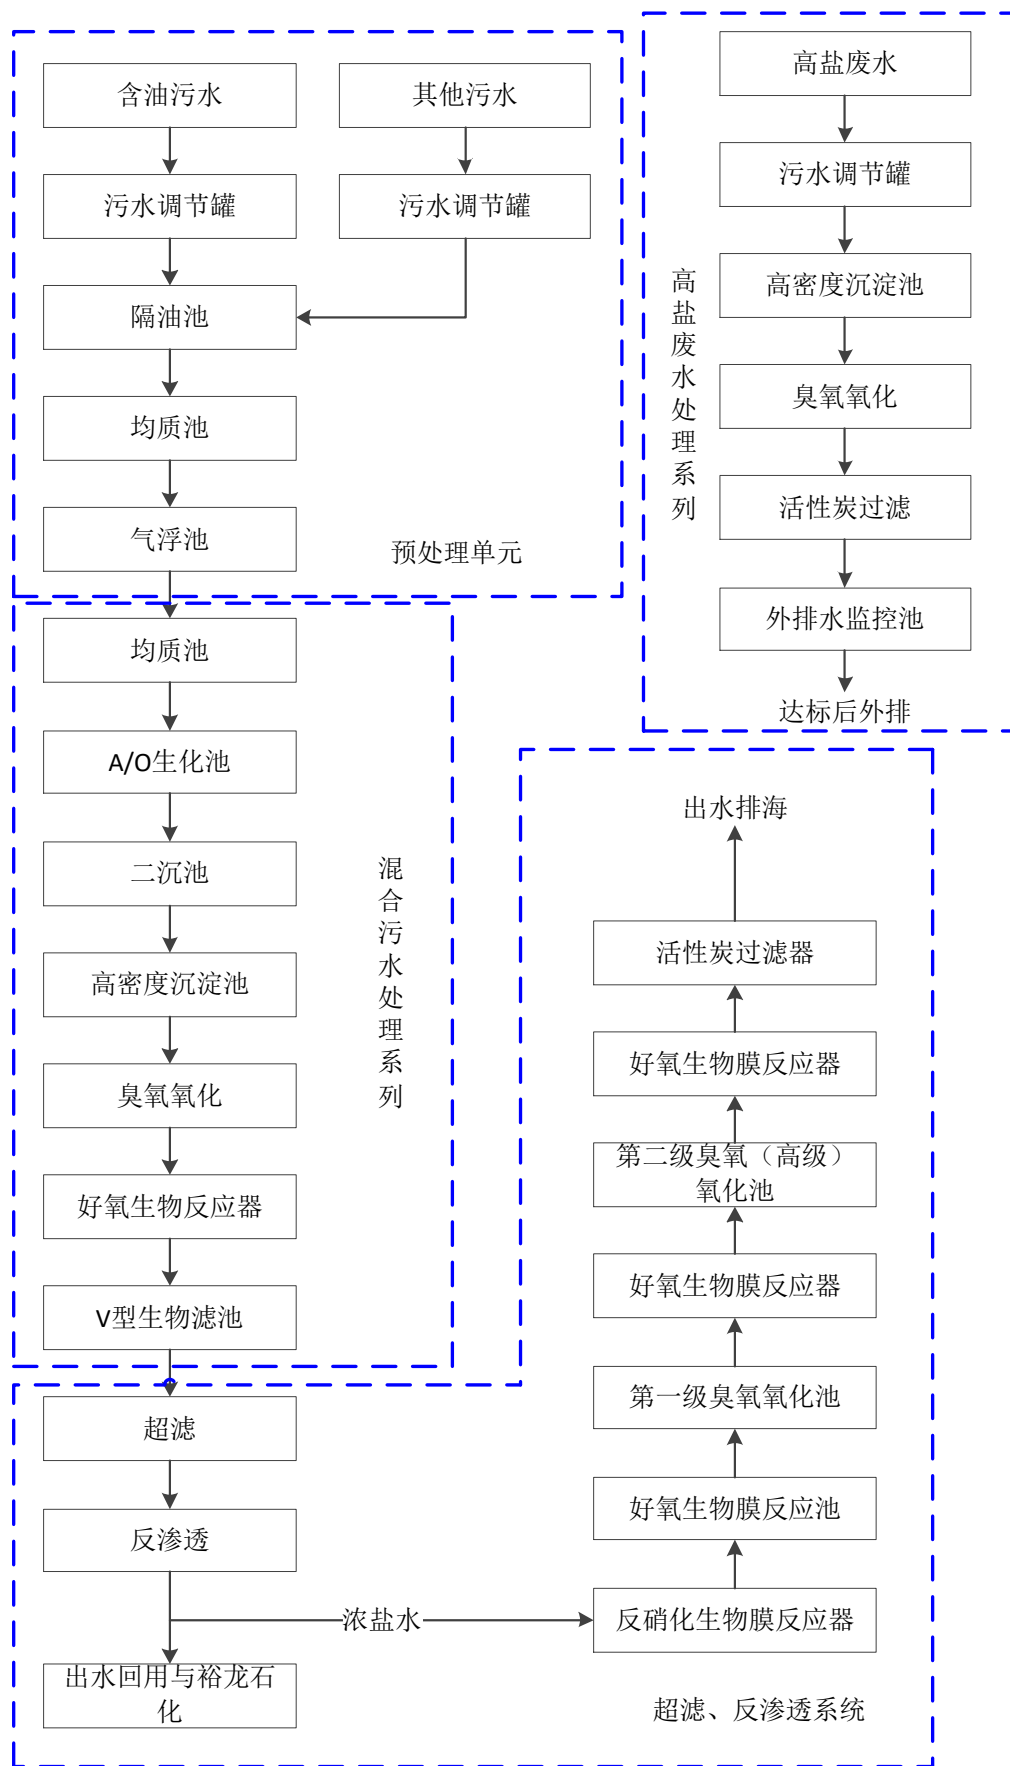 含油污水
污水调节罐
隔油池
均质池
气浮池
其他污水
污水调节罐
预处理单元
高盐废水
污水调节罐
高密度沉淀池
臭氧氧化
活性炭过滤
外排水监控池
达标后外排
高盐废水处理系列
均质池
A/O生化池
二沉池
高密度沉淀池
臭氧氧化
好氧生物反应器
V型生物滤池
混合污水处理系列
超滤
反渗透
出水回用与裕龙石
化
浓盐水
出水排海
活性炭过滤器
好氧生物膜反应器
第二级臭氧（高级）
氧化池
好氧生物膜反应器
第一级臭氧氧化池
好氧生物膜反应池
反硝化生物膜反应器
超滤、反渗透系统